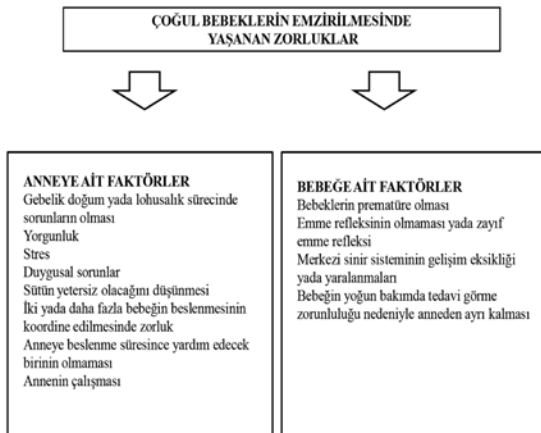 ÇOĞUL BEBEKLERİN EMZİRİLMESİNDE
YAŞANAN ZORLUKLAR
ANNEYE AİT FAKTÖRLER
Gebelik doğum yada lohusalık sürecinde
sorunların olması
Yorgunluk
Stres
Duygusal sorunlar
Sütün yetersiz olacağını düşünmesi
İki yada daha fazla bebeğin beslenmesinin
koordine edilmesinde zorluk
Anneye beslenme süresince yardım edecek
birinin olmaması
Annenin çalışması
BEBEĞE AİT FAKTÖRLER
Bebeklerin prematüre olması
Emme refleksinin olmaması yada zayıf
emme refleksi
Merkezi sinir sisteminin gelişim eksikliği
yada yaralanmaları
Bebeğin yoğun bakımda tedavi görme
zorunluluğu nedeniyle anneden ayrı kalması